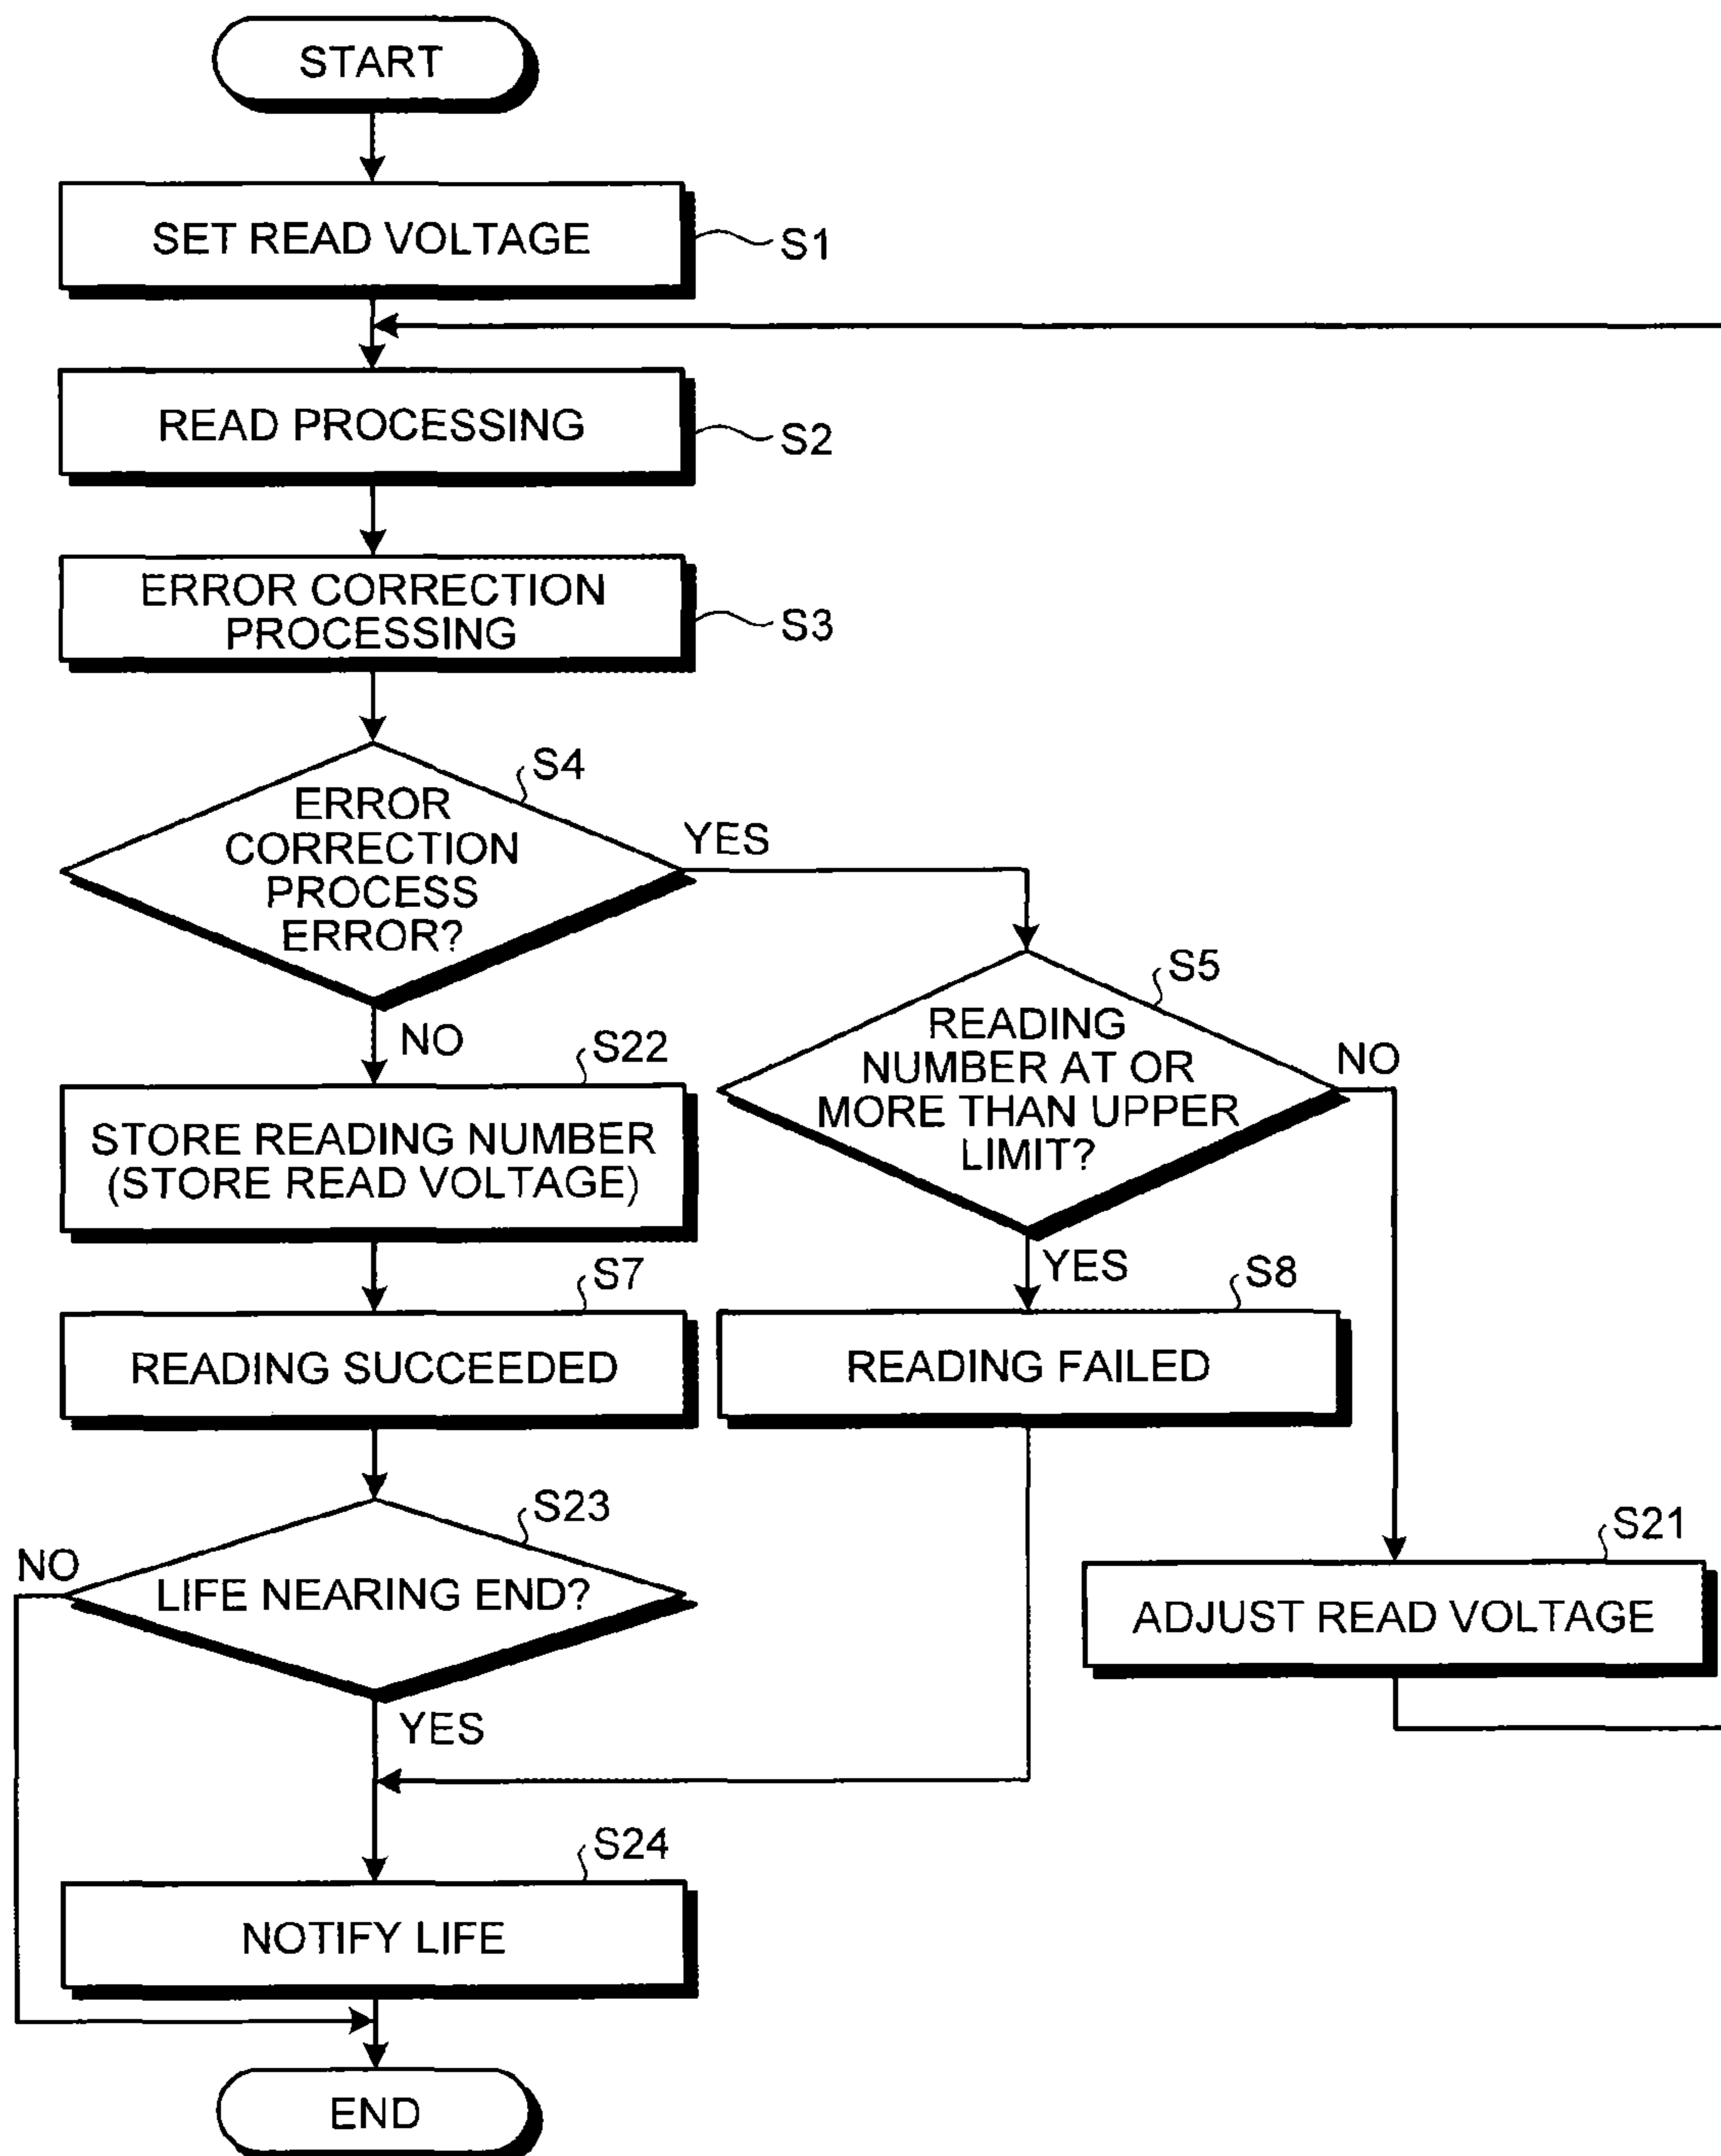 START
SET READ VOLTAGE
S1
READ PROCESSING
S2
ERROR CORRECTION
PROCESSING
S3
S4
ERROR
CORRECTION
PROCESS
ERROR?
YES
NO
S5
READING
NUMBER AT OR
MORE THAN UPPER
LIMIT?
NO
YES
S22
STORE READING NUMBER
(STORE READ VOLTAGE)
S7
READING SUCCEEDED
S8
READING FAILED
S23
LIFE NEARING END?
NO
YES
S21
ADJUST READ VOLTAGE
S24
NOTIFY LIFE
END